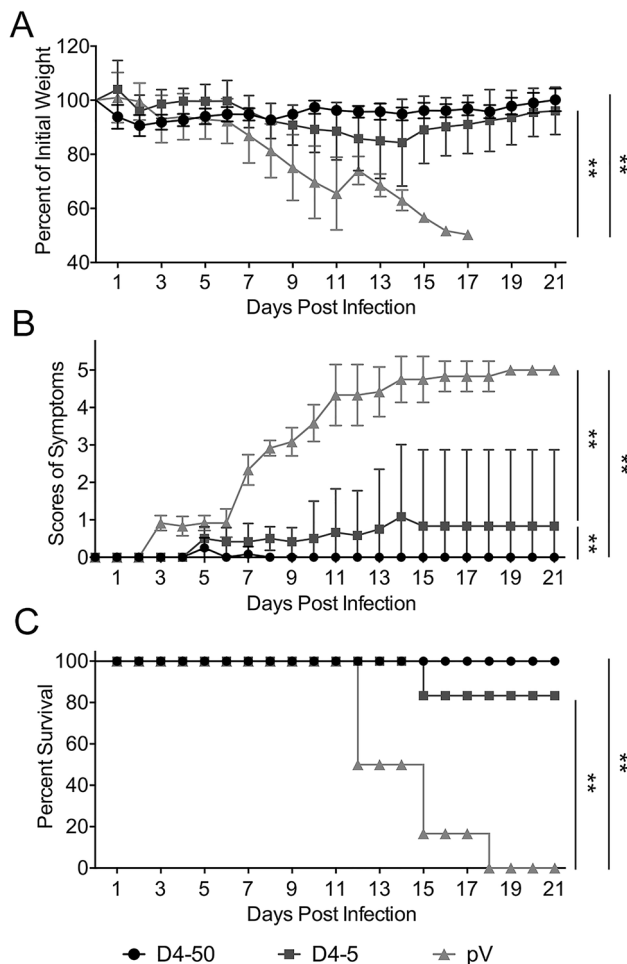 A
Percent of Initial Weight
120
100
80
60
40
1 3 5 7 9 11 13 15 17 19 21
Days Post Infection
**
**
B
Scores of Symptoms
5
4
3
2
1
0
1 3 5 7 9 11 13 15 17 19 21
Days Post Infection
**
**
**
C
Percent Survival
100
80
60
40
20
0
1 3 5 7 9 11 13 15 17 19 21
Days Post Infection
**
**
D4-50 D4-5 pV